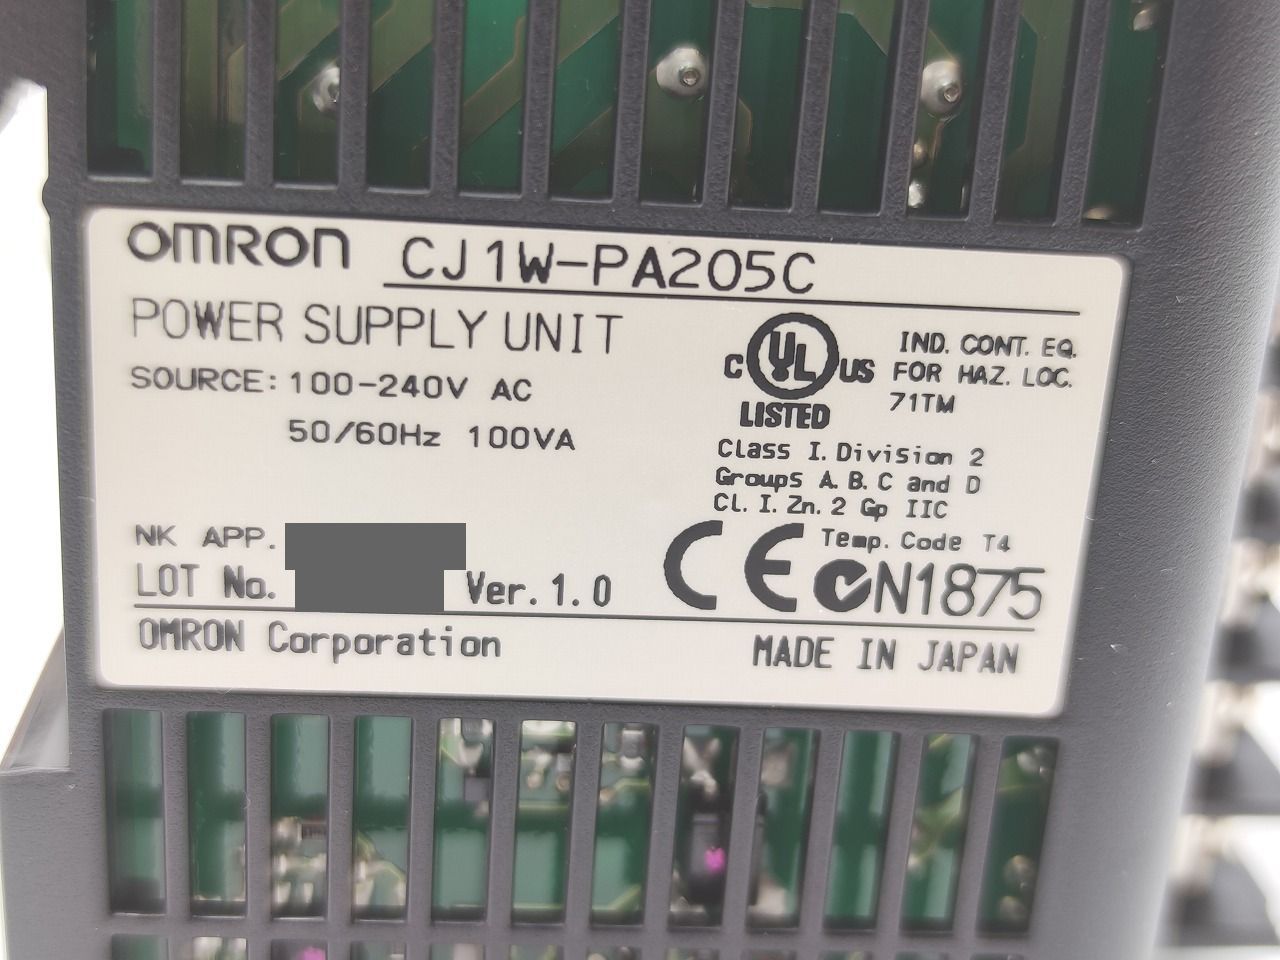 OMRON CJ1W-PA205C
POWER SUPPLY UNIT
SOURCE: 100-240V AC
50/60Hz 100VA
C UL US
LISTED
IND. CONT. EQ.
FOR HAZ. LOC.
71TM
Class I. Division 2
Groups A. B. C and D
Cl. I. Zn. 2 Gp IIC
Temp. Code T4
NK APP.
LOT No. Ver. 1.0
CE N1875
OMRON Corporation
MADE IN JAPAN